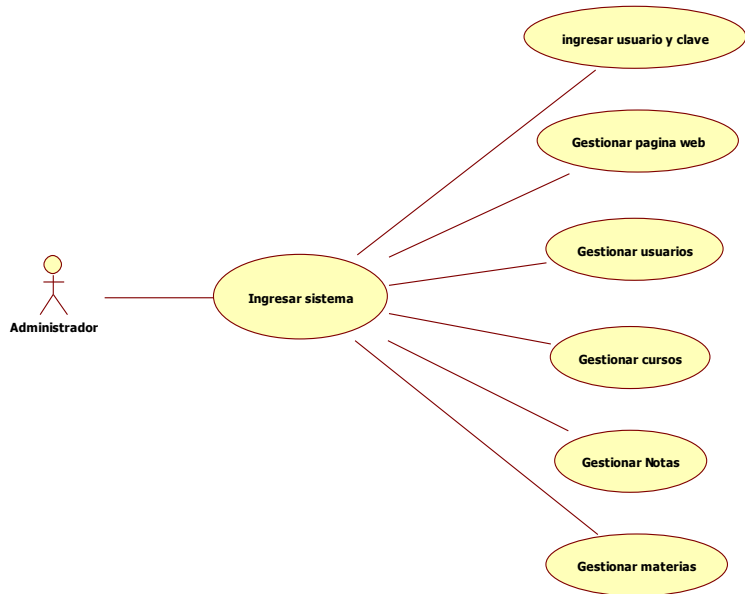 ingresar usuario y clave
Gestionar pagina web
Gestionar usuarios
Ingresar sistema
Administrador
Gestionar cursos
Gestionar Notas
Gestionar materias